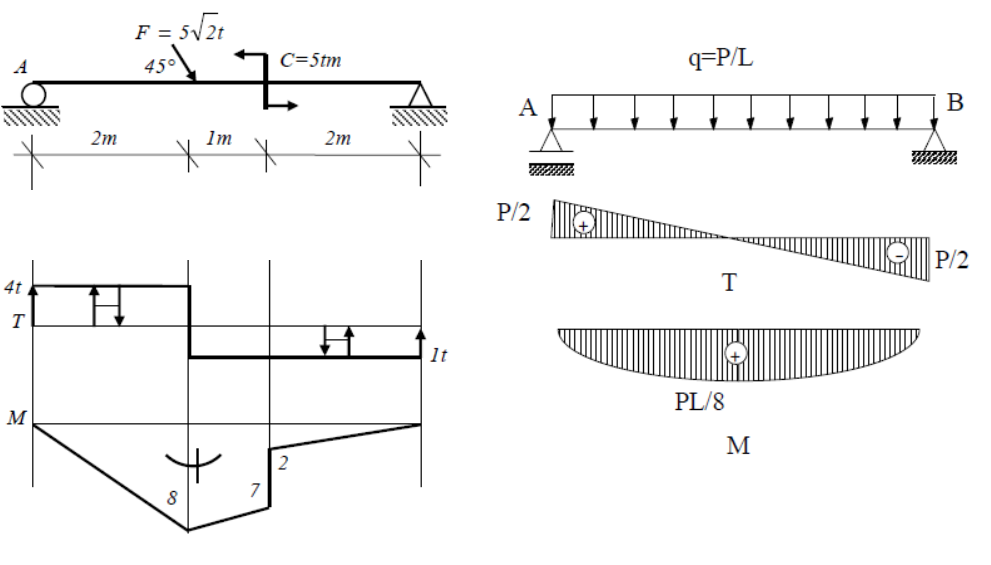 F = 5√2t
A
45°
C=5tm
2m
1m
2m
4t
T
1t
M
8
7
2
q=P/L
A
B
P/2
+
-
P/2
T
+
PL/8
M